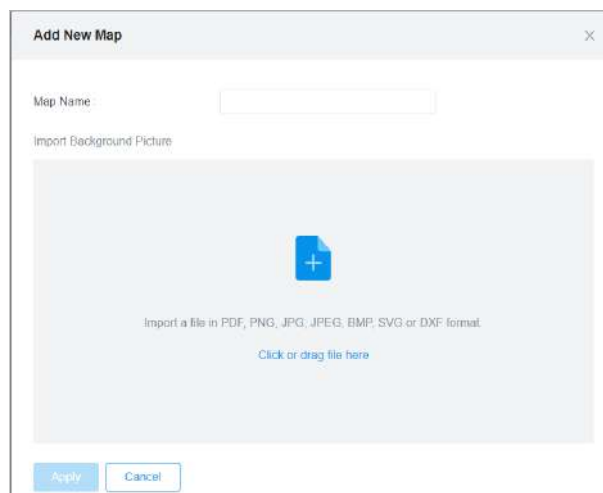 Add New Map
Map Name
Import Background Picture
Import a file in PDF, PNG, JPG, JPEG, BMP, SVG or DXF format.
Click or drag file here
Apply
Cancel